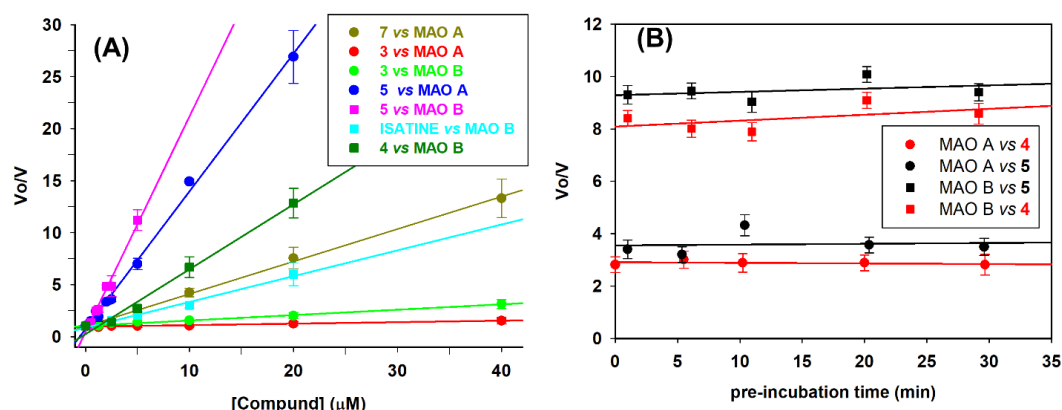 (A)
Vo/V
30
25
20
15
10
5
0
0
10
20
30
40
[Compund] (μM)
7 vs MAO A
3 vs MAO A
3 vs MAO B
5 vs MAO A
5 vs MAO B
ISATINE vs MAO B
4 vs MAO B
(B)
Vo/V
12
10
8
6
4
2
0
0
5
10
15
20
25
30
35
pre-incubation time (min)
MAO A vs 4
MAO A vs 5
MAO B vs 5
MAO B vs 4